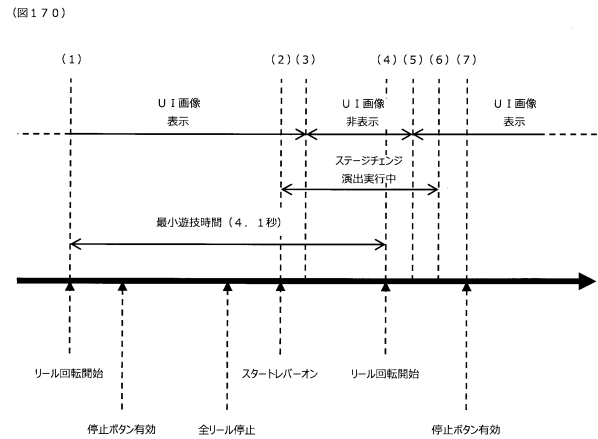 (図170)
(1)
(2)(3)
(4)(5)(6)(7)
UI画像
表示
UI画像
非表示
UI画像
表示
ステージチェンジ
演出実行中
最小遊技時間(4.1秒)
リール回転開始
スタートレバーオン
リール回転開始
停止ボタン有効
全リール停止
停止ボタン有効